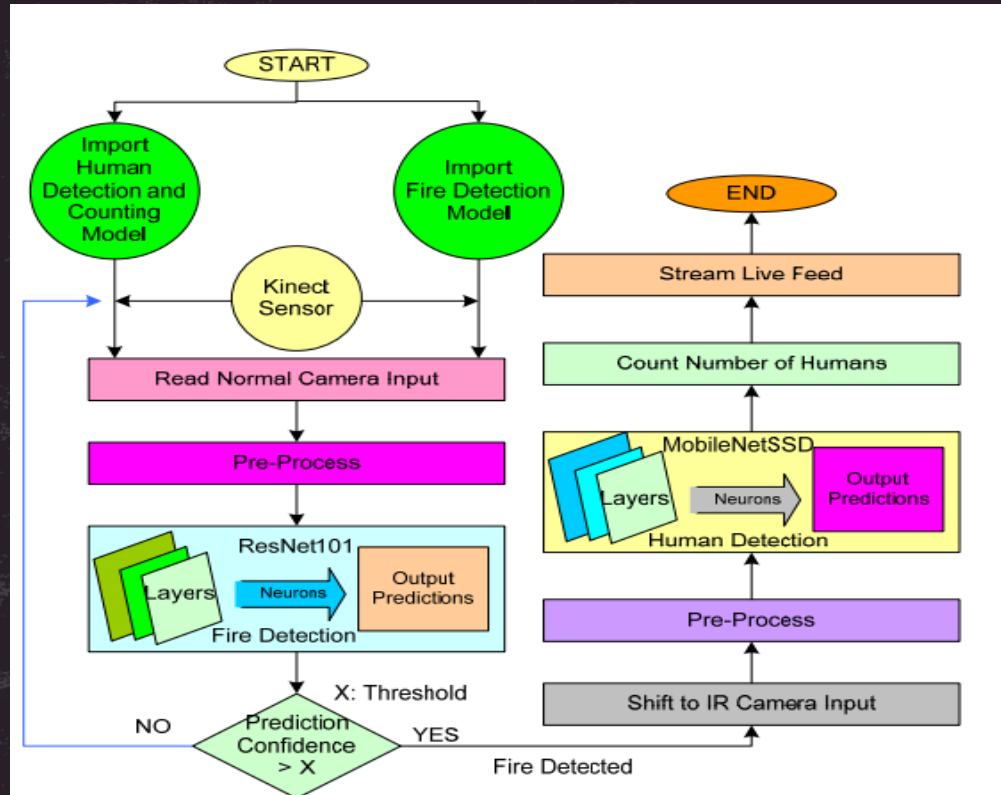 START
Import
Human
Detection and
Counting
Model
Import
Fire Detection
Model
Kinect
Sensor
Read Normal Camera Input
Pre-Process
ResNet101
Layers
Neurons
Output
Predictions
Fire Detection
X: Threshold
Prediction
Confidence
> X
NO
YES
Fire Detected
Shift to IR Camera Input
Pre-Process
MobileNetSSD
Layers
Neurons
Output
Predictions
Human Detection
Count Number of Humans
Stream Live Feed
END